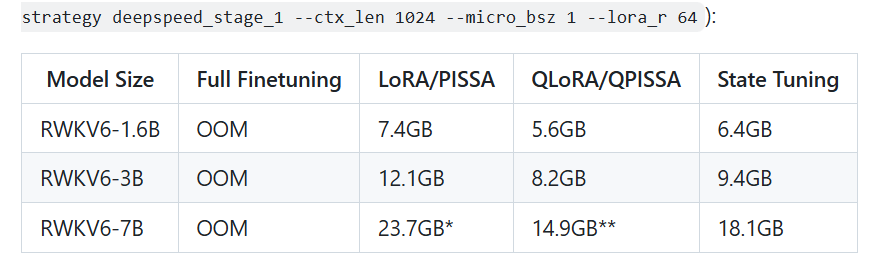 strategy deepspeed_stage_1 --ctx_len 1024 --micro_bsz 1 --lora_r 64 ):
Model Size Full Finetuning LoRA/PISSA QLoRA/QPISSA State Tuning
RWKV6-1.6B OOM 7.4GB 5.6GB 6.4GB
RWKV6-3B OOM 12.1GB 8.2GB 9.4GB
RWKV6-7B OOM 23.7GB* 14.9GB** 18.1GB